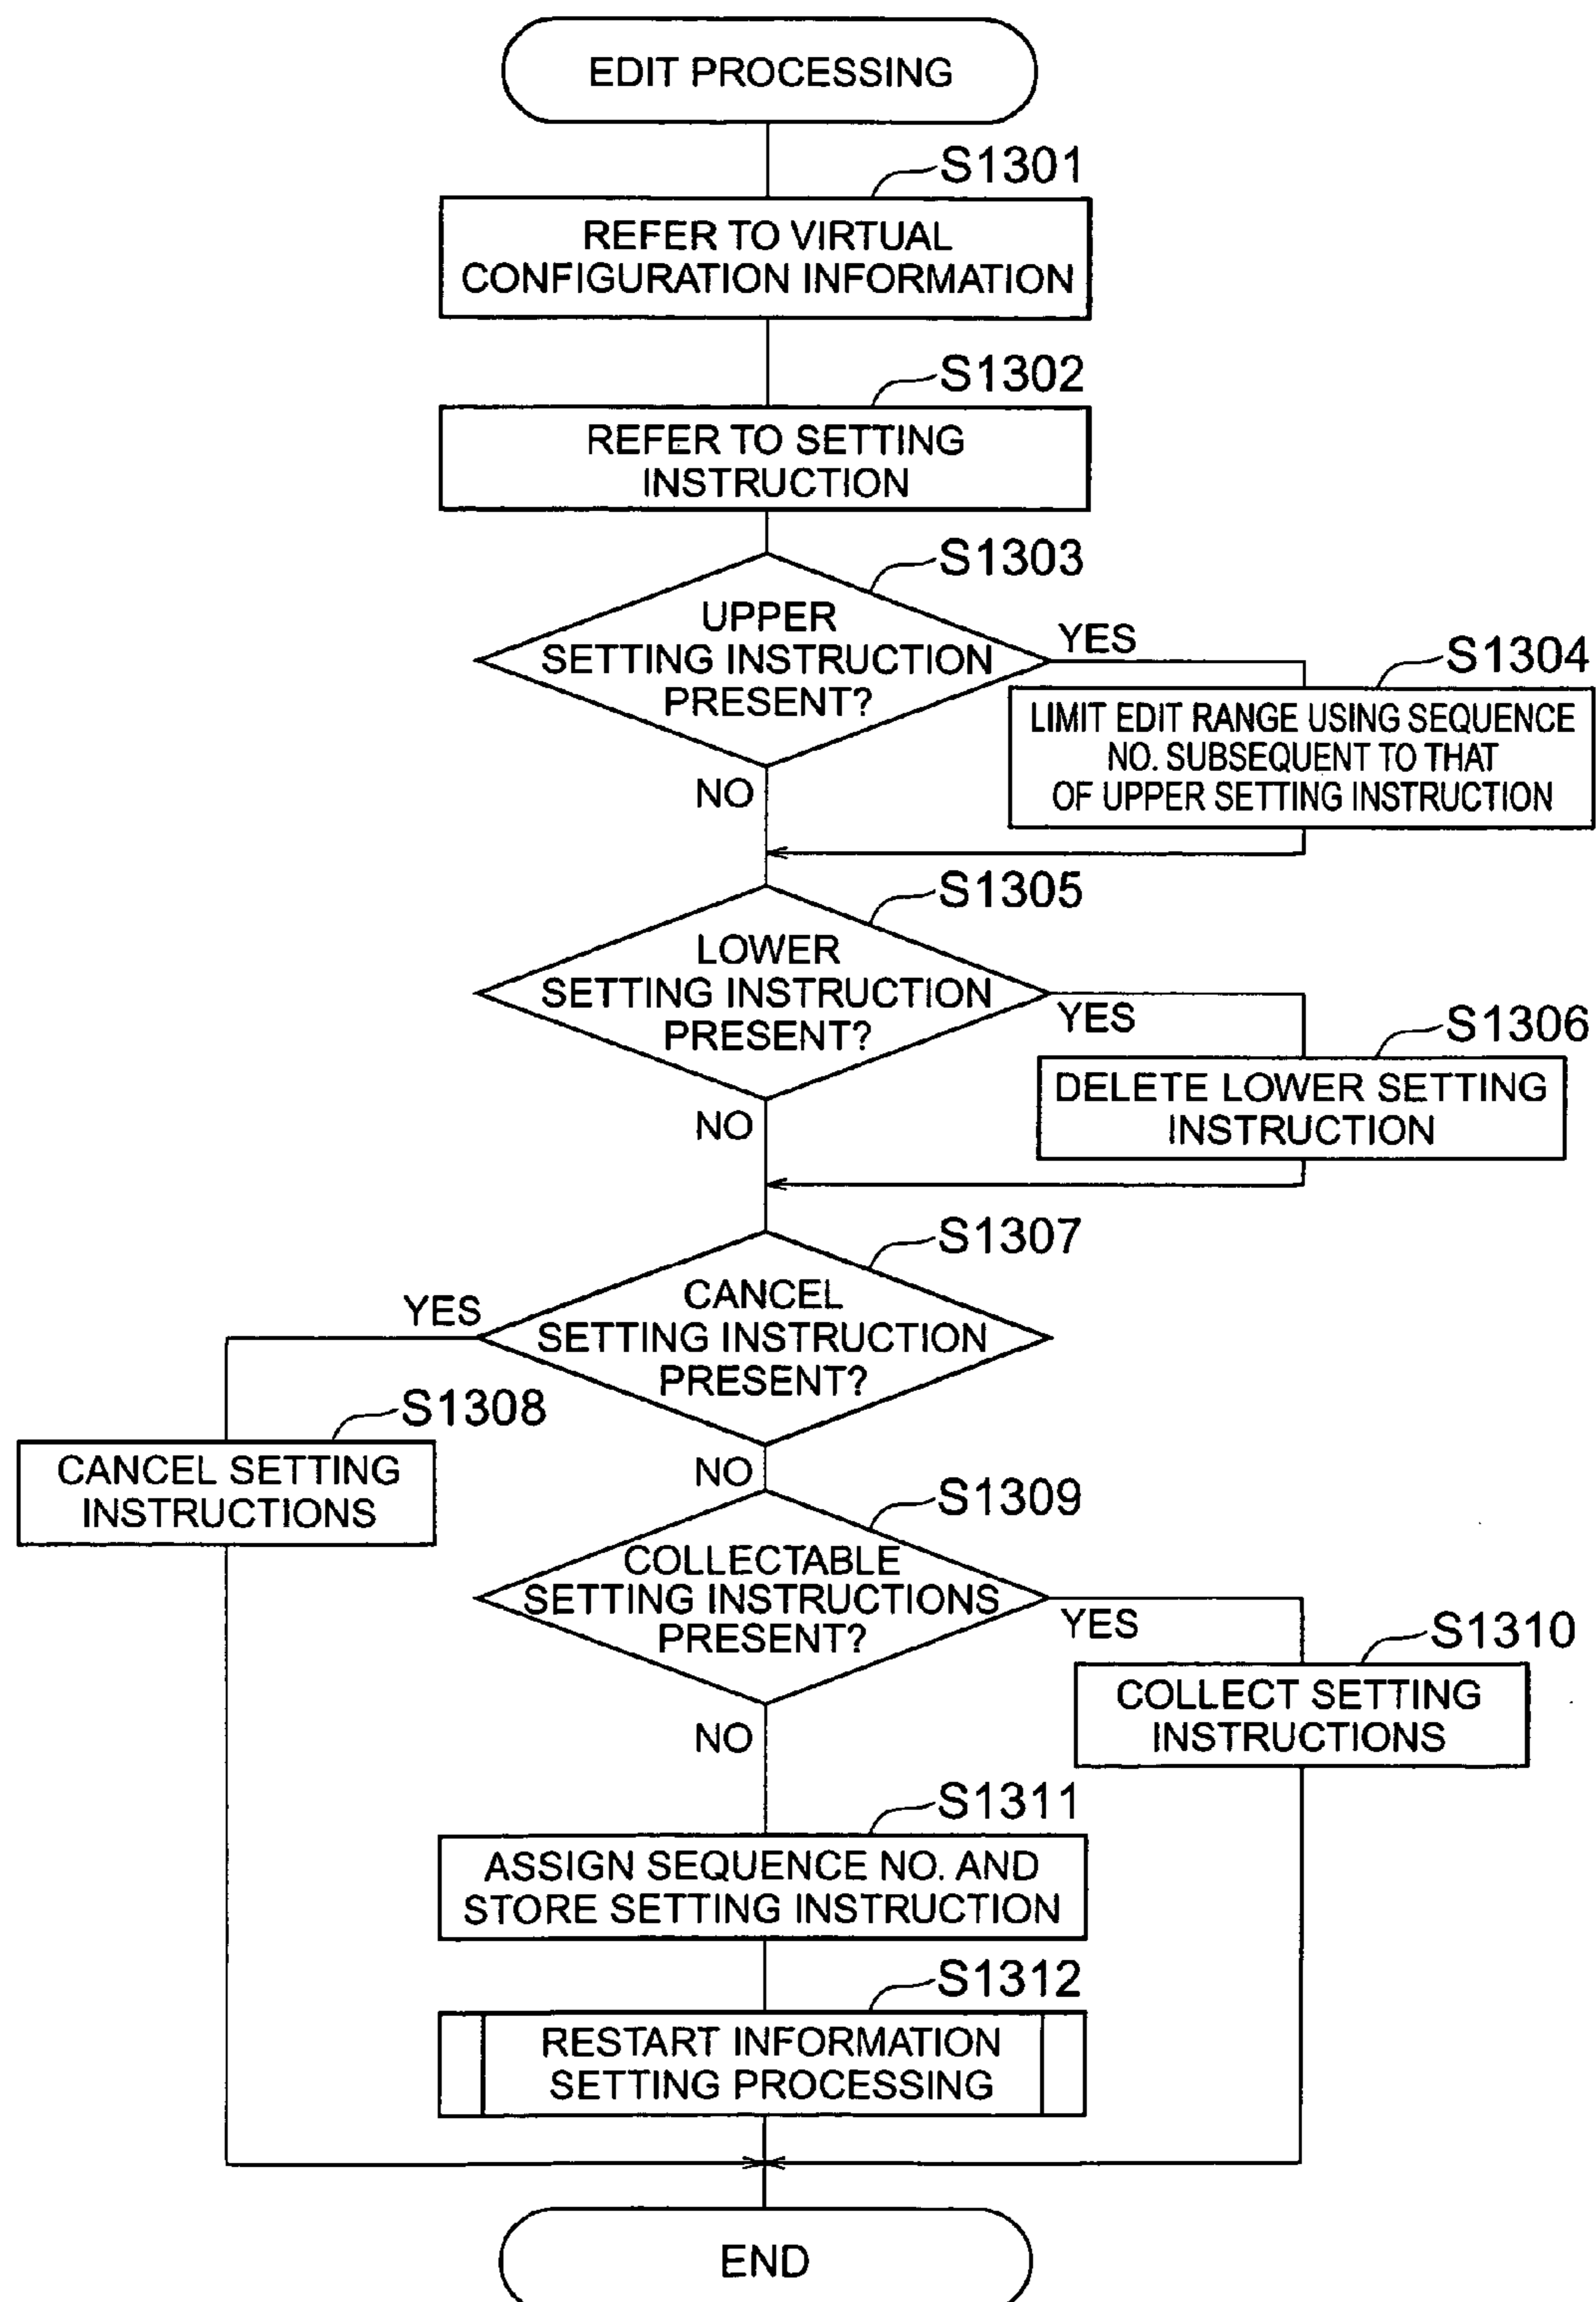 EDIT PROCESSING
S1301
REFER TO VIRTUAL
CONFIGURATION INFORMATION
S1302
REFER TO SETTING
INSTRUCTION
S1303
UPPER
SETTING INSTRUCTION
PRESENT?
YES
S1304
LIMIT EDIT RANGE USING SEQUENCE
NO. SUBSEQUENT TO THAT
OF UPPER SETTING INSTRUCTION
NO
S1305
LOWER
SETTING INSTRUCTION
PRESENT?
YES
S1306
DELETE LOWER SETTING
INSTRUCTION
NO
S1307
CANCEL
SETTING INSTRUCTION
PRESENT?
YES
S1308
CANCEL SETTING
INSTRUCTIONS
NO
S1309
COLLECTABLE
SETTING INSTRUCTIONS
PRESENT?
YES
S1310
COLLECT SETTING
INSTRUCTIONS
NO
S1311
ASSIGN SEQUENCE NO. AND
STORE SETTING INSTRUCTION
S1312
RESTART INFORMATION
SETTING PROCESSING
END